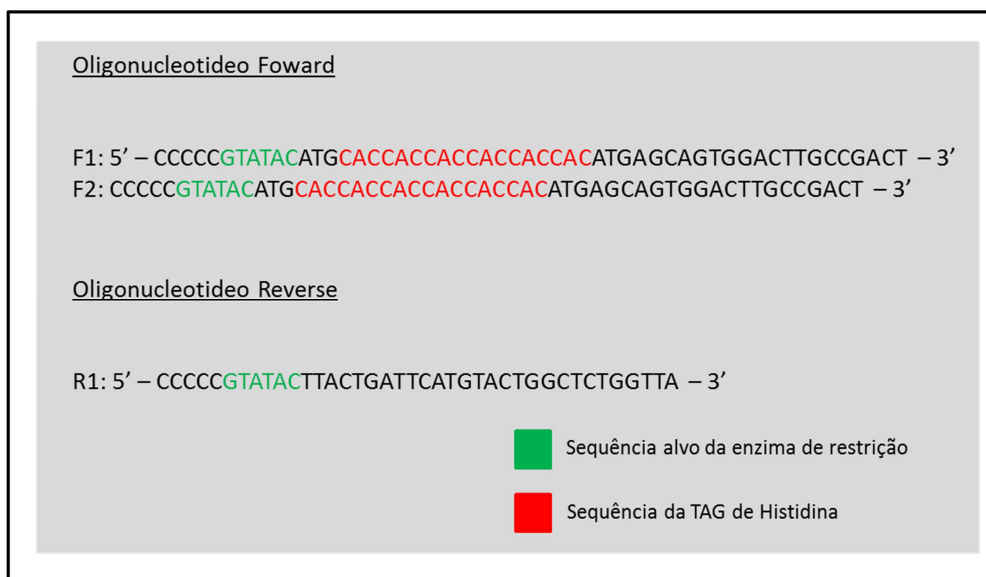 Oligonucleotideo Foward
F1: 5’ – CCCCCGTATACATGCACCACCACCACCACCACATGAGCAGTGGACTTGCCGACT – 3’
F2: CCCCCGTATACATGCACCACCACCACCACCACATGAGCAGTGGACTTGCCGACT – 3’
Oligonucleotideo Reverse
R1: 5’ – CCCCCGTATACTTACTGATTCATGTACTGGCTCTGGTTA – 3’
Sequência alvo da enzima de restrição
Sequência da TAG de Histidina